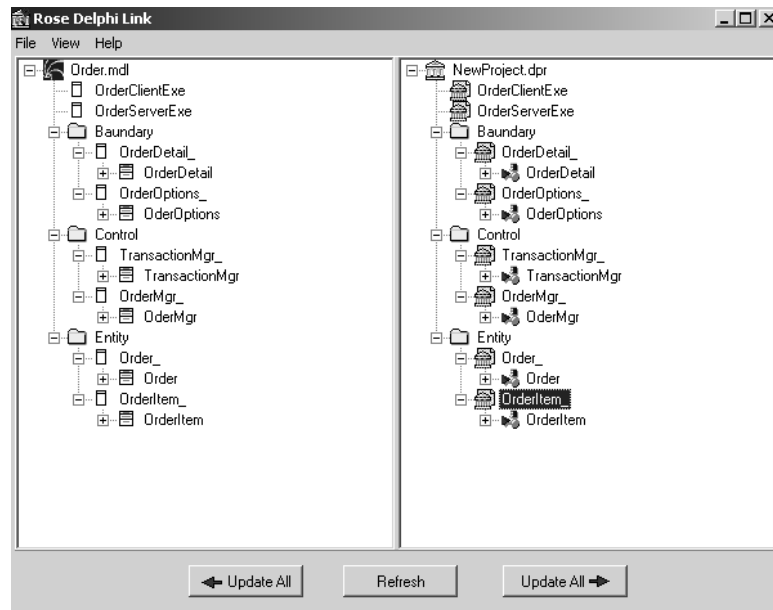 Rose Delphi Link
File View Help
Order.mdl
OrderClientExe
OrderServerExe
Baundary
OrderDetail_
OrderDetail
OrderOptions_
OderOptions
Control
TransactionMgr_
TransactionMgr
OrderMgr_
OderMgr
Entity
Order_
Order
OrderItem_
OrderItem
NewProject.dpr
OrderClientExe
OrderServerExe
Baundary
OrderDetail_
OrderDetail
OrderOptions_
OderOptions
Control
TransactionMgr_
TransactionMgr
OrderMgr_
OderMgr
Entity
Order_
Order
OrderItem_
OrderItem
Update All
Refresh
Update All